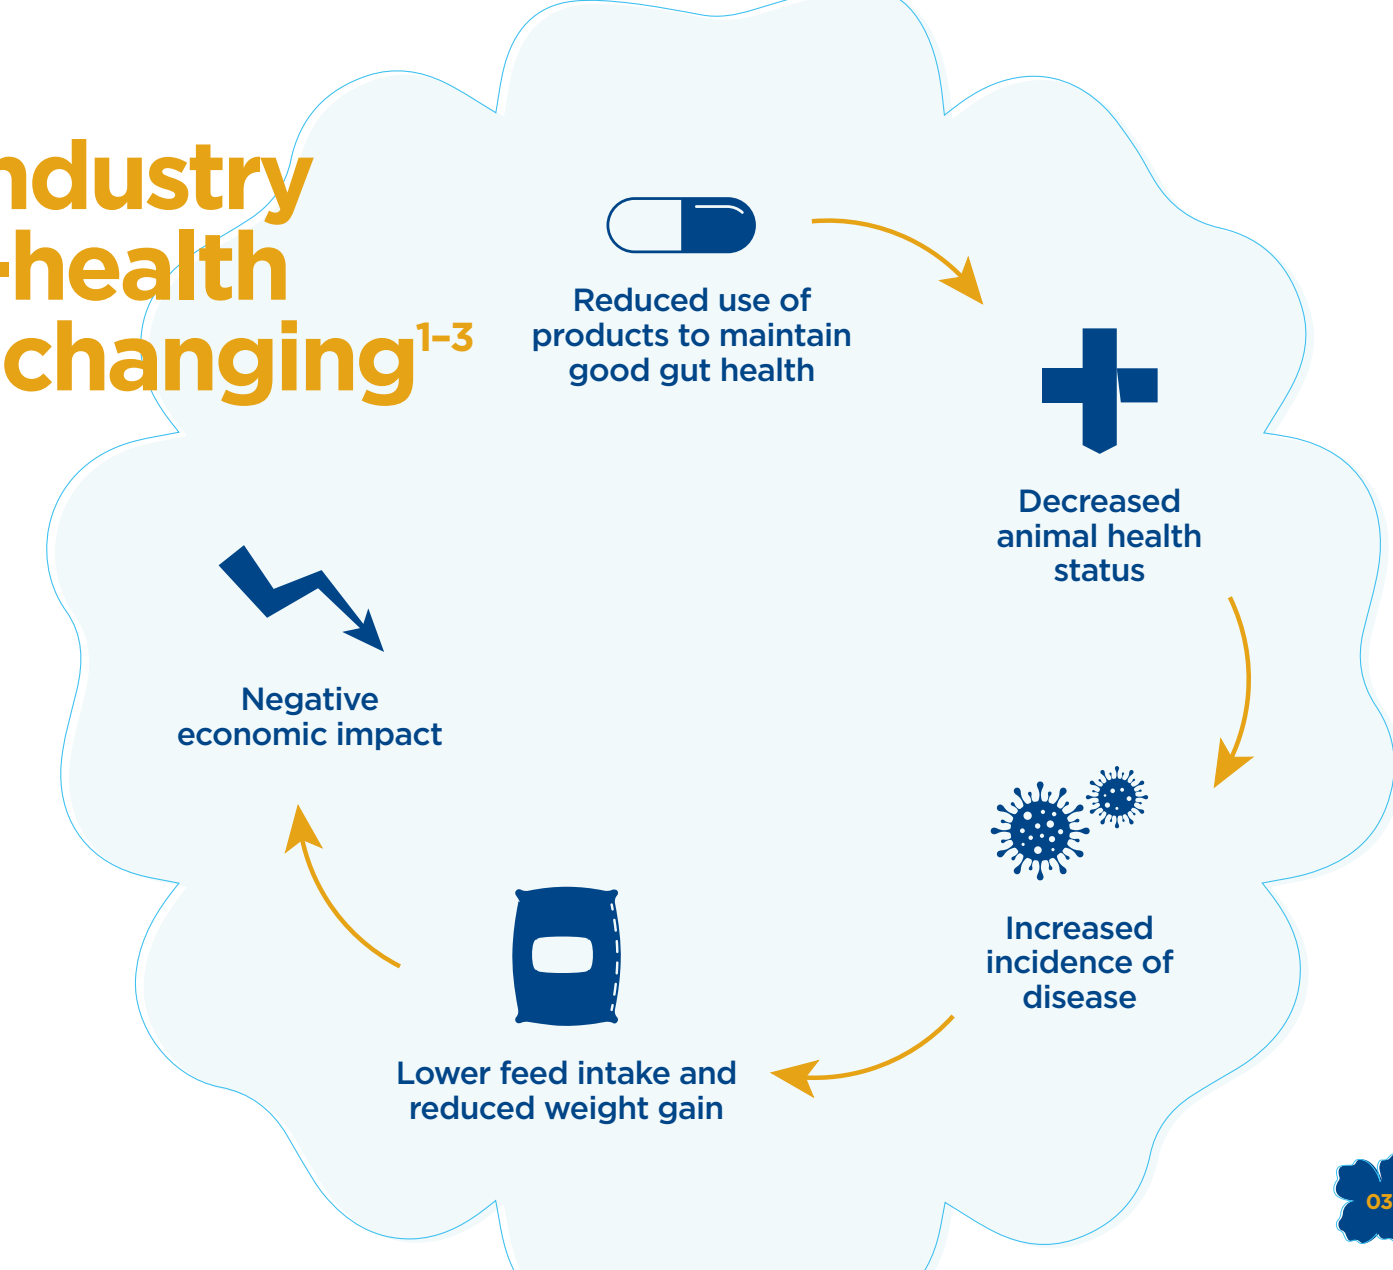 ndustry
-health
changing1–3
Reduced use of
products to maintain
good gut health
Decreased
animal health
status
Increased
incidence of
disease
Lower feed intake and
reduced weight gain
Negative
economic impact
03